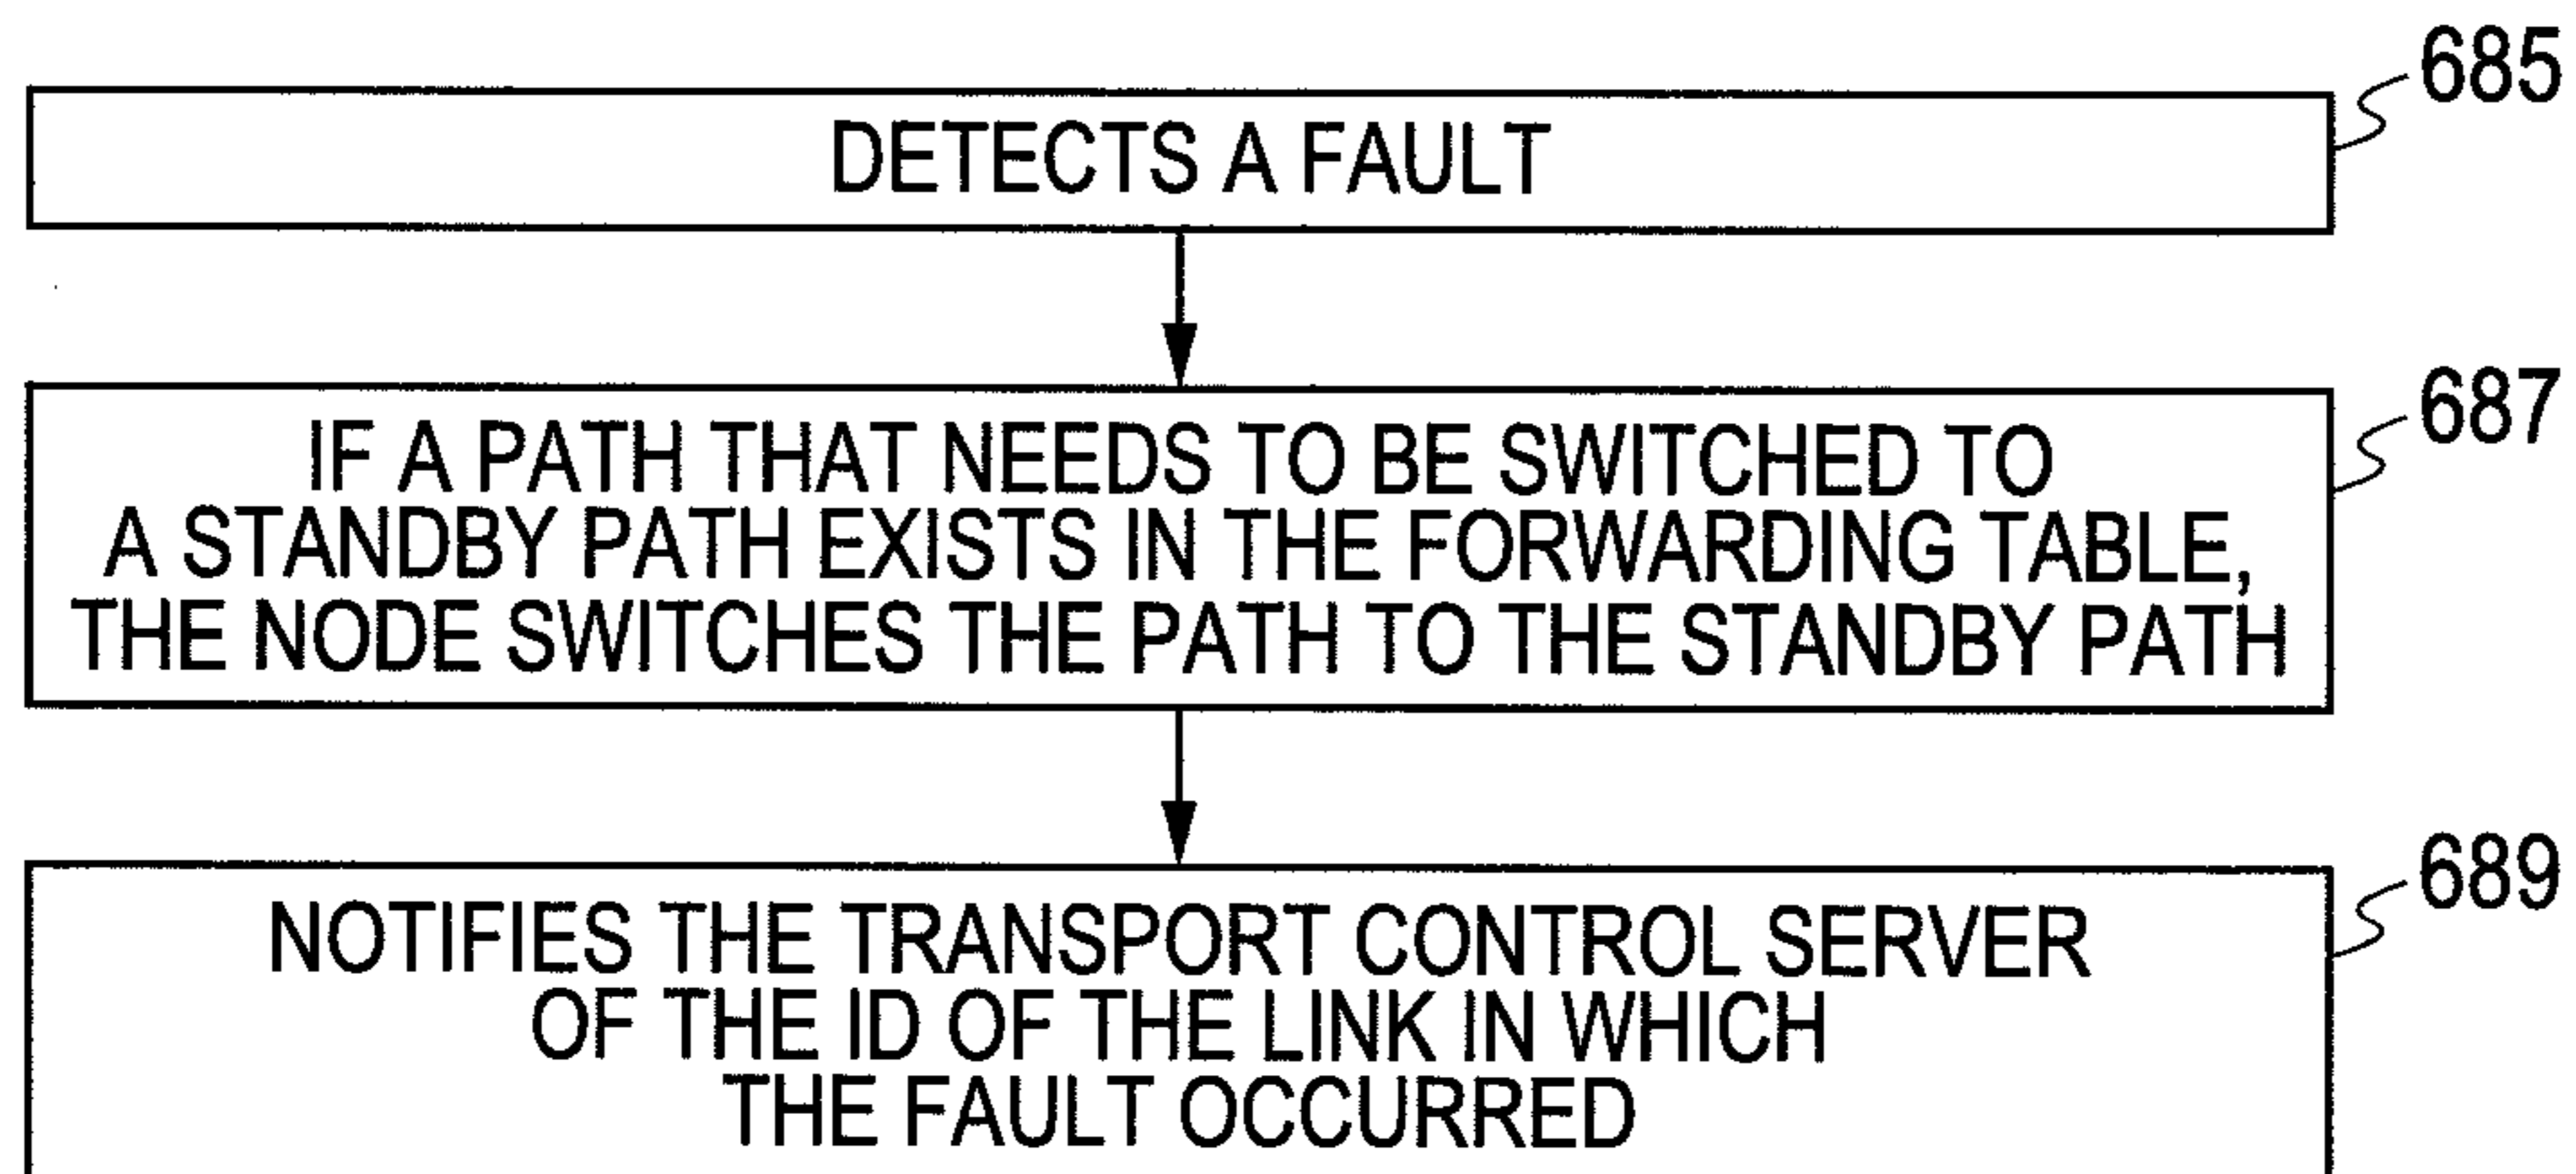 685
DETECTS A FAULT
687
IF A PATH THAT NEEDS TO BE SWITCHED TO
A STANDBY PATH EXISTS IN THE FORWARDING TABLE,
THE NODE SWITCHES THE PATH TO THE STANDBY PATH
689
NOTIFIES THE TRANSPORT CONTROL SERVER
OF THE ID OF THE LINK IN WHICH
THE FAULT OCCURRED